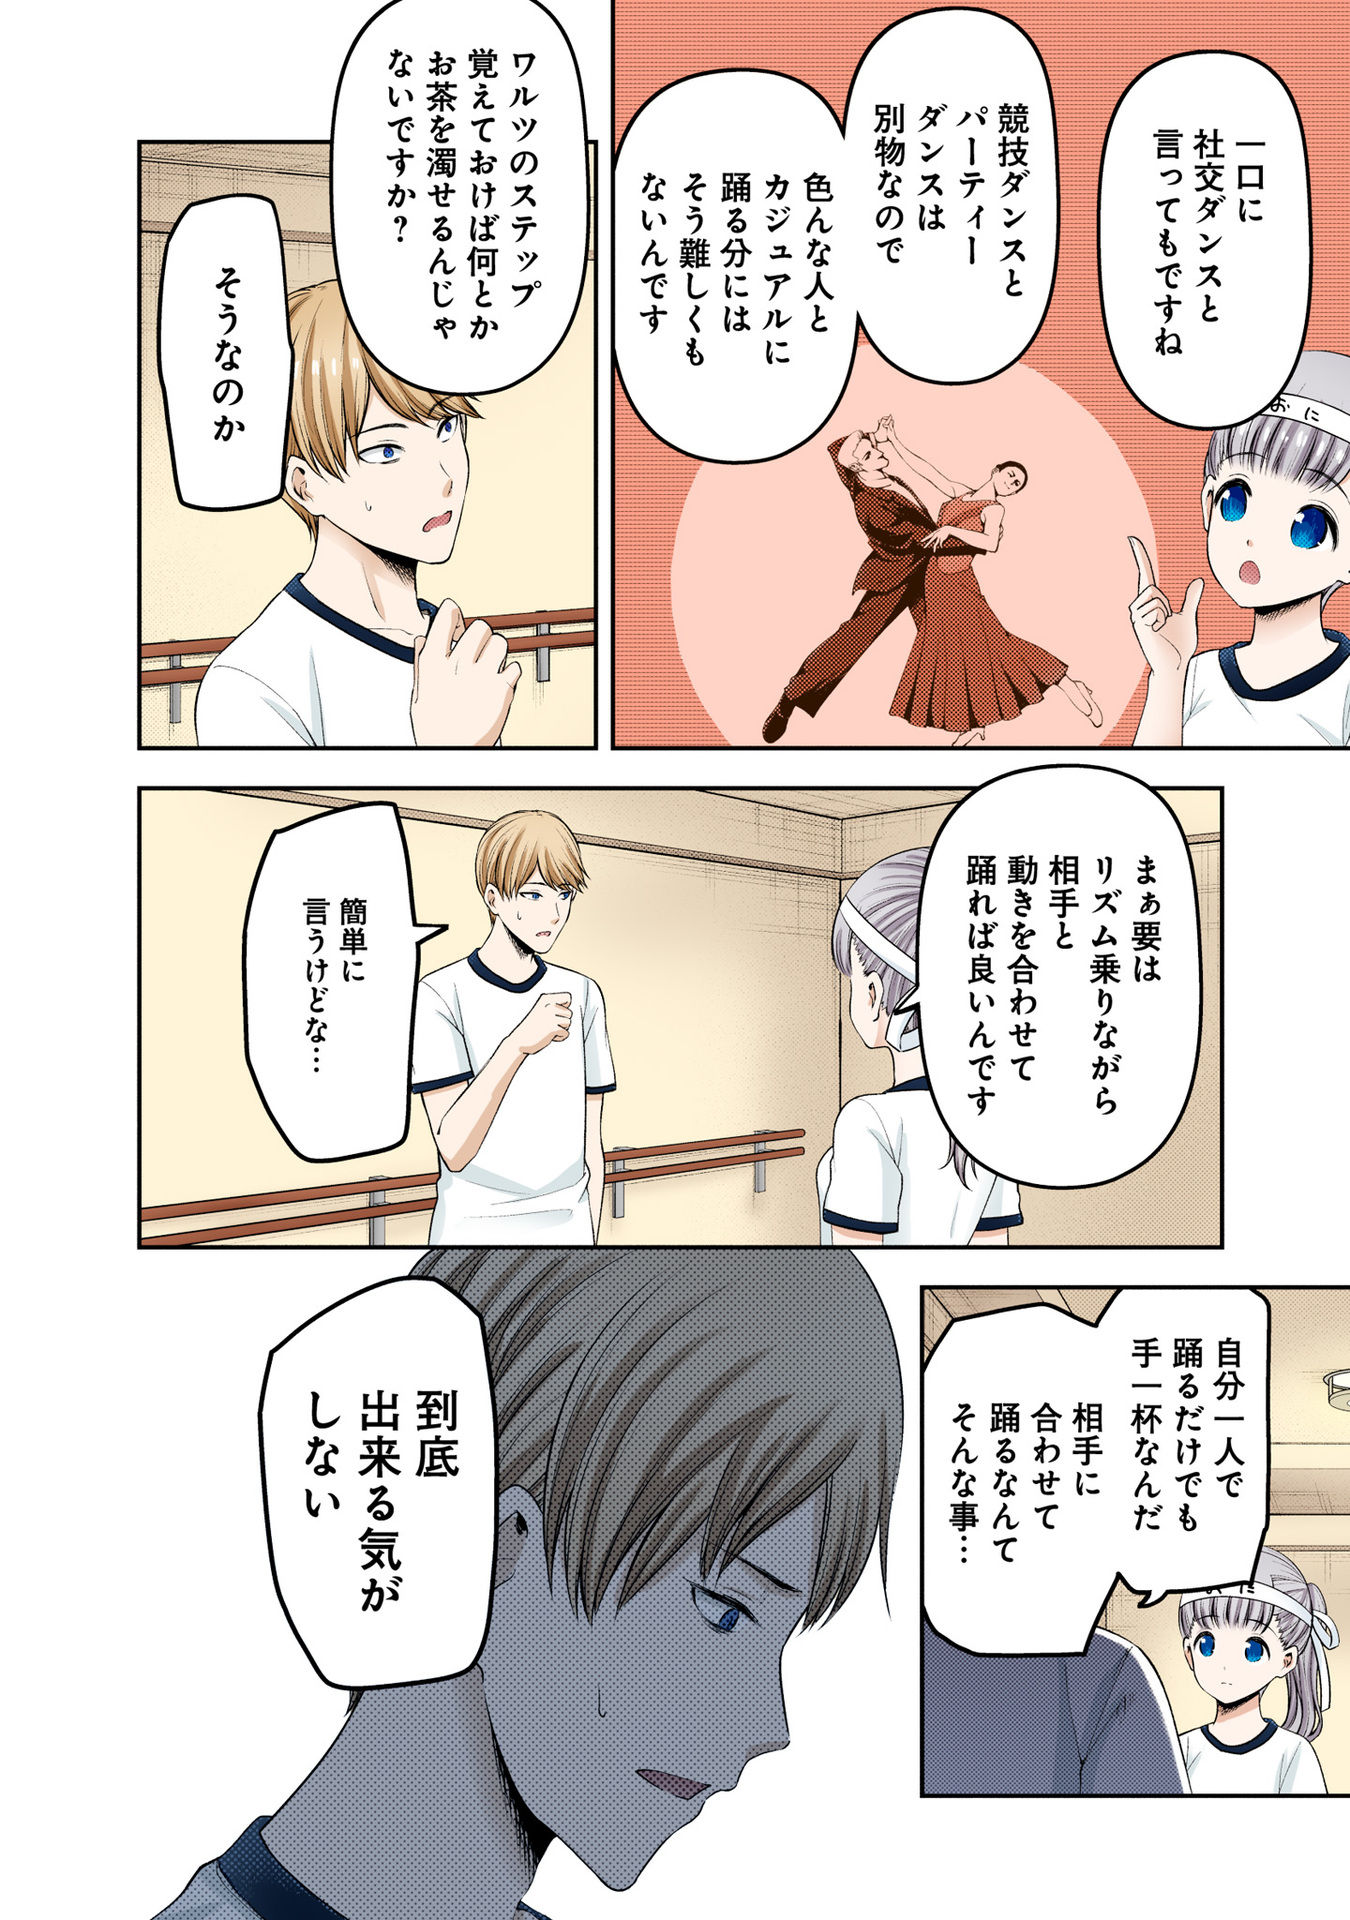 一口に
社交ダンスと
言ってもですね
競技ダンスと
パーティー
ダンスは
別物なので
色んな人と
カジュアルに
踊る分には
そう難しくも
ないんです
おに
ワルツのステップ
覚えておけば何とか
お茶を濁せるんじゃ
ないですか?
そうなのか
まぁ要は
リズム乗りながら
相手と
動きを合わせて
踊れば良いんです
簡単に
言うけどな…
自分一人で
踊るだけでも
手一杯なんだ
相手に
合わせて
踊るなんて
そんな事…
おに
到底
出来る気が
しない